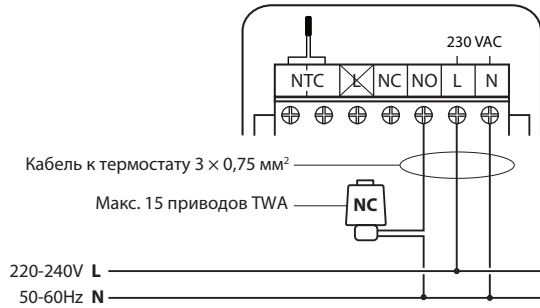 230 VAC
NTC L NC NO L N
Кабель к термостату 3 × 0,75 мм²
Макс. 15 приводов TWA
NC
220-240V L
50-60Hz N